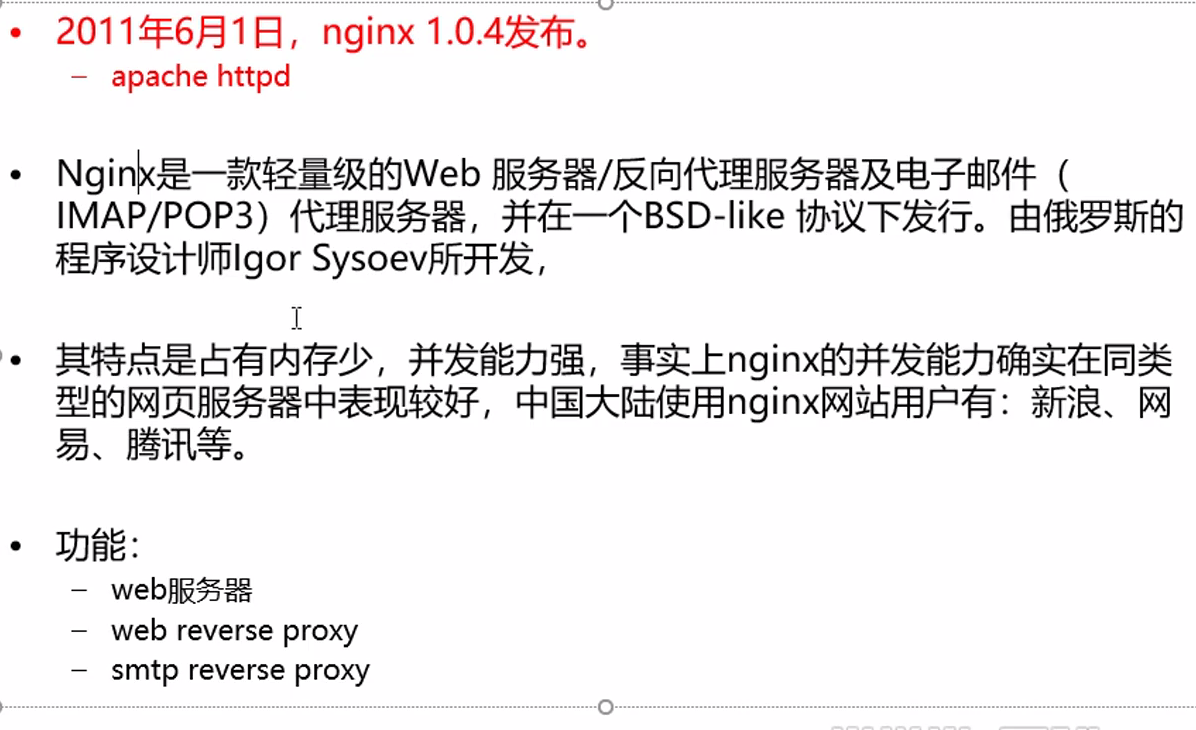 • 2011年6月1日，nginx 1.0.4发布。
– apache httpd
• Nginx是一款轻量级的Web 服务器/反向代理服务器及电子邮件（
IMAP/POP3）代理服务器，并在一个BSD-like 协议下发行。由俄罗斯的
程序设计师Igor Sysoev所开发，
• 其特点是占有内存少，并发能力强，事实上nginx的并发能力确实在同类
型的网页服务器中表现较好，中国大陆使用nginx网站用户有：新浪、网
易、腾讯等。
• 功能：
– web服务器
– web reverse proxy
– smtp reverse proxy